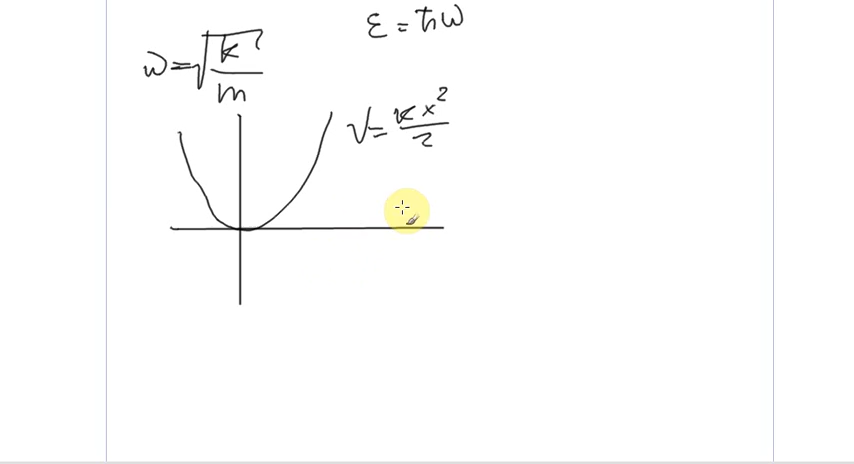 ε = ħω
ω = √(k/m)
V = kx²/2